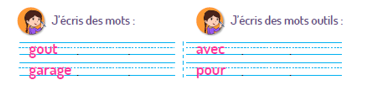 J'écris des mots :
gout
garage
J'écris des mots outils :
avec
pour